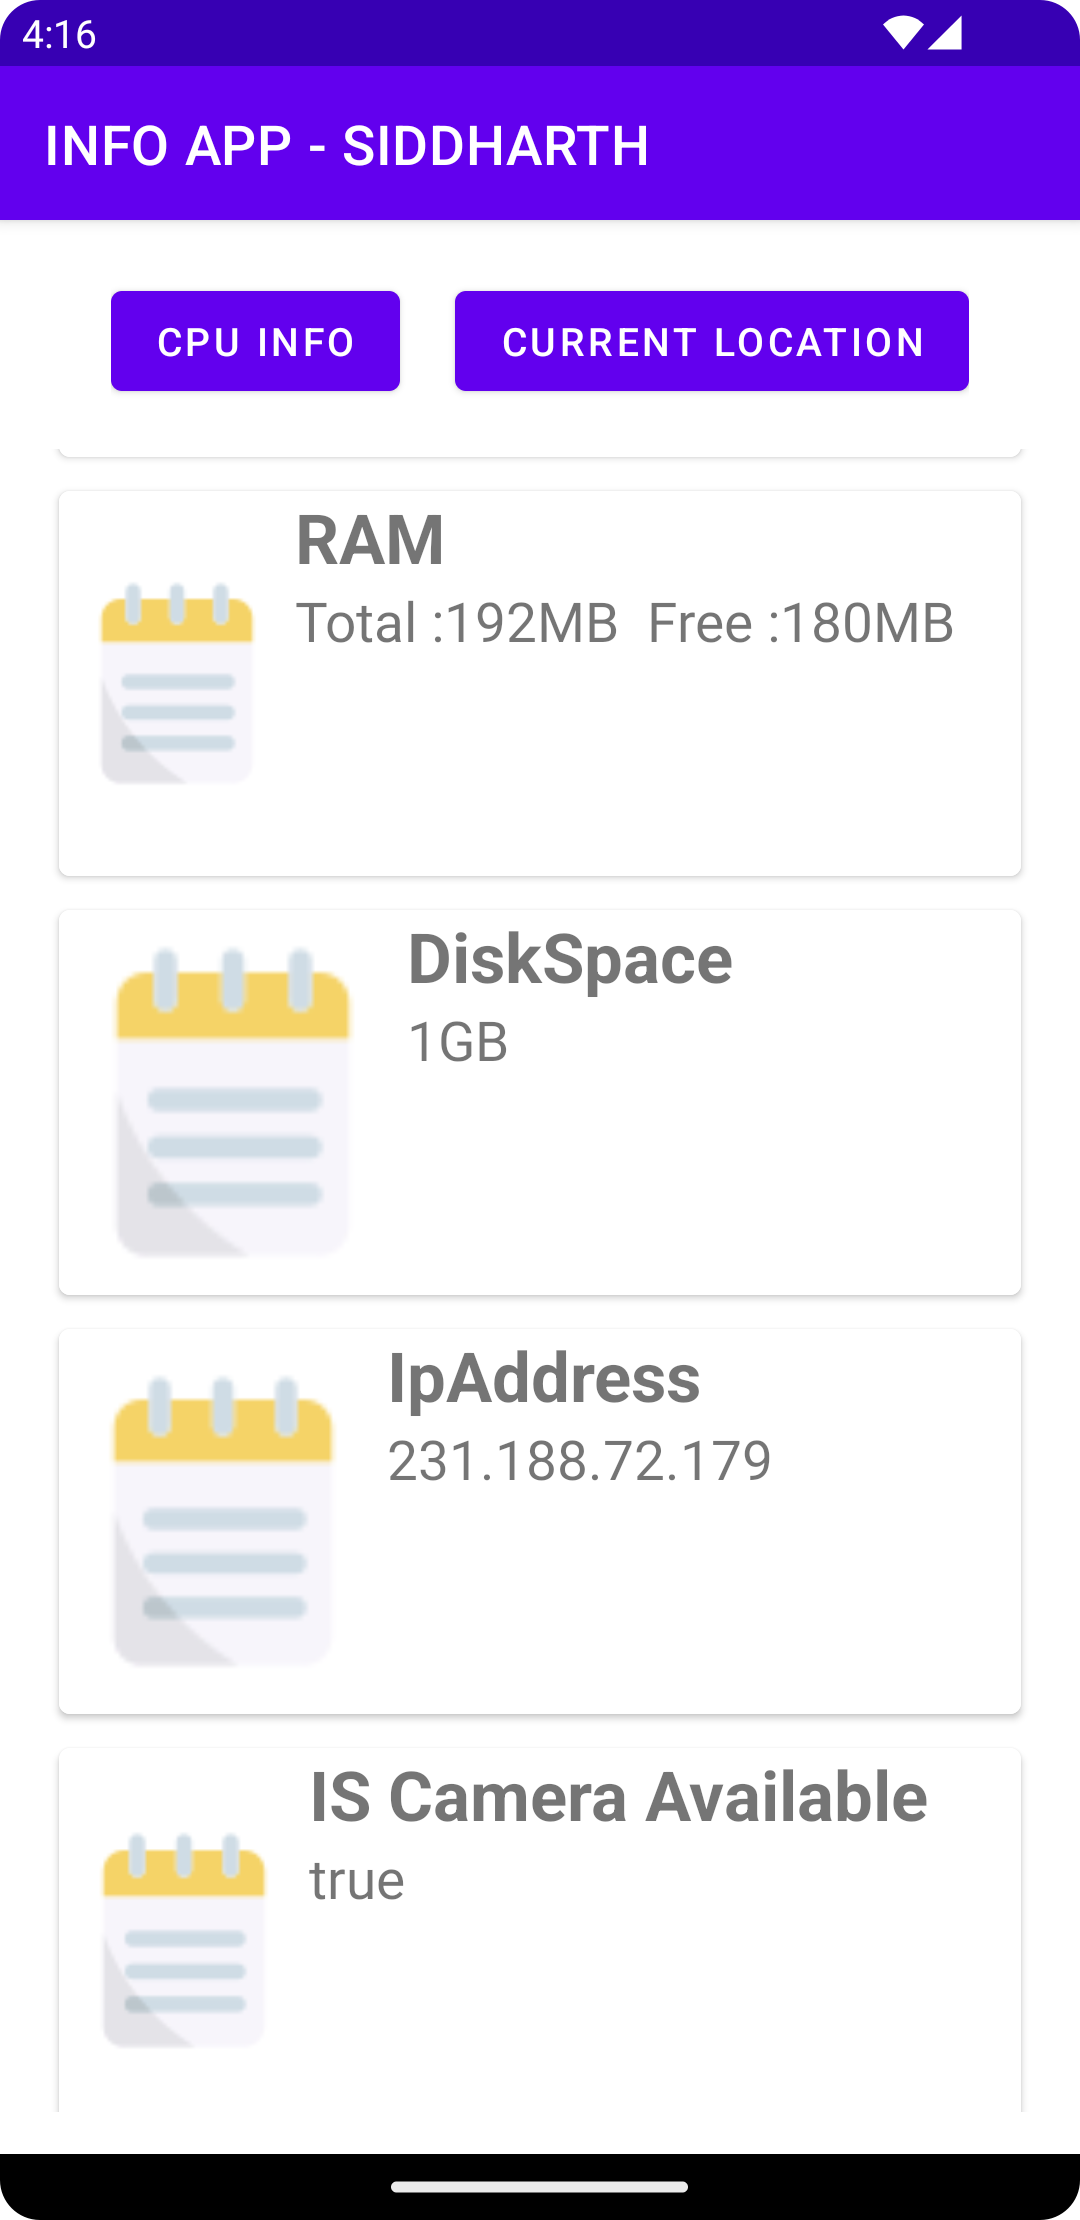 4:16
INFO APP - SIDDHARTH
CPU INFO
CURRENT LOCATION
RAM
Total :192MB  Free :180MB
DiskSpace
1GB
IpAddress
231.188.72.179
IS Camera Available
true